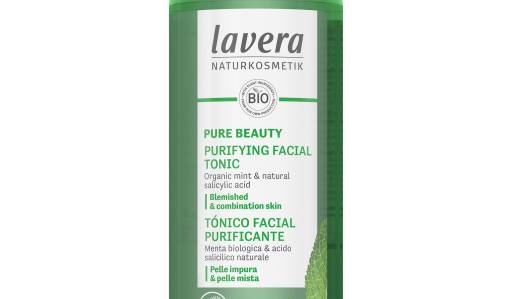 lavera
NATURKOSMETIK
BIO
PURE BEAUTY
PURIFYING FACIAL
TONIC
Organic mint & natural
salicylic acid
Blemished
& combination skin
TÓNICO FACIAL
PURIFICANTE
Menta biologica & acido
salicilico naturale
Pelle impura
& pelle mista